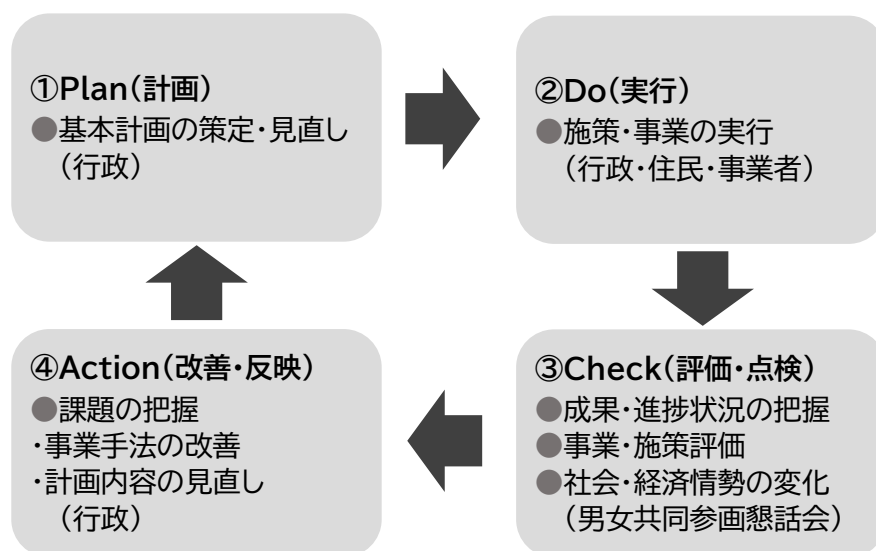 ①Plan(計画)
●基本計画の策定・見直し
(行政)
②Do(実行)
●施策・事業の実行
(行政・住民・事業者)
③Check(評価・点検)
●成果・進捗状況の把握
●事業・施策評価
●社会・経済情勢の変化
(男女共同参画懇話会)
④Action(改善・反映)
●課題の把握
・事業手法の改善
・計画内容の見直し
(行政)